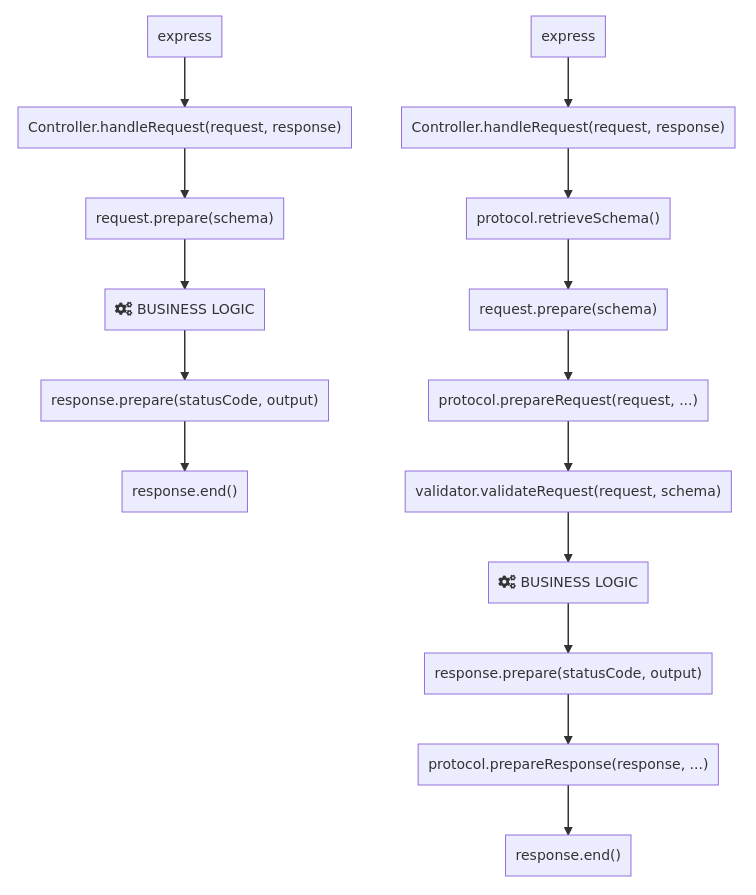 express
Controller.handleRequest(request, response)
request.prepare(schema)
BUSINESS LOGIC
response.prepare(statusCode, output)
response.end()
express
Controller.handleRequest(request, response)
protocol.retrieveSchema()
request.prepare(schema)
protocol.prepareRequest(request, ...)
validator.validateRequest(request, schema)
BUSINESS LOGIC
response.prepare(statusCode, output)
protocol.prepareResponse(response, ...)
response.end()